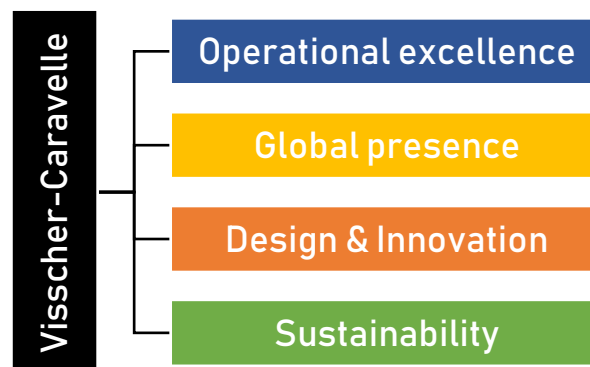 Visscher-Caravelle
Operational excellence
Global presence
Design & Innovation
Sustainability